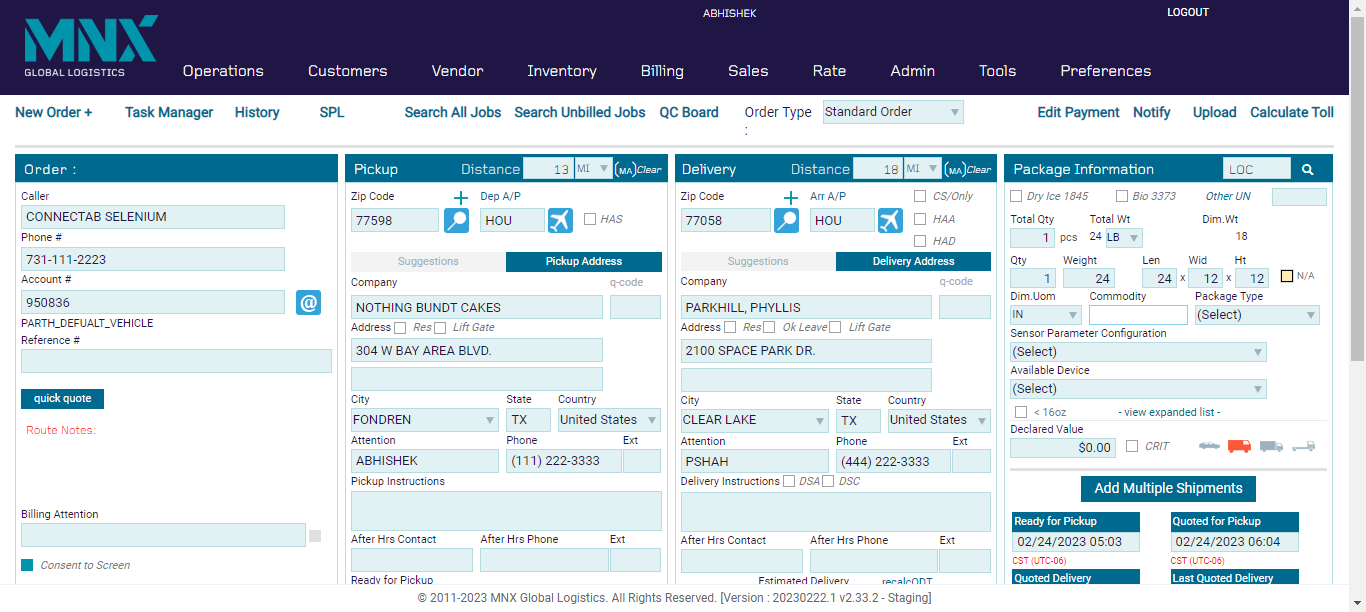 ABHISHEK
LOGOUT
MNX
GLOBAL LOGISTICS
Operations Customers Vendor Inventory Billing Sales Rate Admin Tools Preferences
New Order + Task Manager History SPL Search All Jobs Search Unbilled Jobs QC Board Order Type : Standard Order Edit Payment Notify Upload Calculate Toll
Order :
Caller
CONNECTAB SELENIUM
Phone #
731-111-2223
Account #
950836
@
PARTH_DEFUALT_VEHICLE
Reference #
quick quote
Route Notes:
Billing Attention
Consent to Screen
Pickup Distance 13 MI (MA) Clear
Zip Code Dep A/P
77598 HOU HAS
Suggestions Pickup Address
Company q-code
NOTHING BUNDT CAKES
Address Res Lift Gate
304 W BAY AREA BLVD.
City State Country
FONDREN TX United States
Attention Phone Ext
ABHISHEK (111) 222-3333
Pickup Instructions
After Hrs Contact After Hrs Phone Ext
Ready for Pickup
Delivery Distance 18 MI (MA) Clear
Zip Code Arr A/P CS/Only
77058 HOU HAA
HAD
Suggestions Delivery Address
Company q-code
PARKHILL, PHYLLIS
Address Res Ok Leave Lift Gate
2100 SPACE PARK DR.
City State Country
CLEAR LAKE TX United States
Attention Phone Ext
PSHAH (444) 222-3333
Delivery Instructions DSA DSC
After Hrs Contact After Hrs Phone Ext
Estimated Delivery recalcODT
Package Information LOC
Dry Ice 1845 Bio 3373 Other UN
Total Qty Total Wt Dim.Wt
1 pcs 24 LB 18
Qty Weight Len Wid Ht
1 24 24 x 12 x 12 N/A
Dim.Uom Commodity Package Type
IN (Select)
Sensor Parameter Configuration
(Select)
Available Device
(Select)
< 16oz - view expanded list -
Declared Value
$0.00 CRIT
Add Multiple Shipments
Ready for Pickup Quoted for Pickup
02/24/2023 05:03 02/24/2023 06:04
CST (UTC-06) CST (UTC-06)
Quoted Delivery Last Quoted Delivery
© 2011-2023 MNX Global Logistics. All Rights Reserved. [Version : 20230222.1 v2.33.2 - Staging]